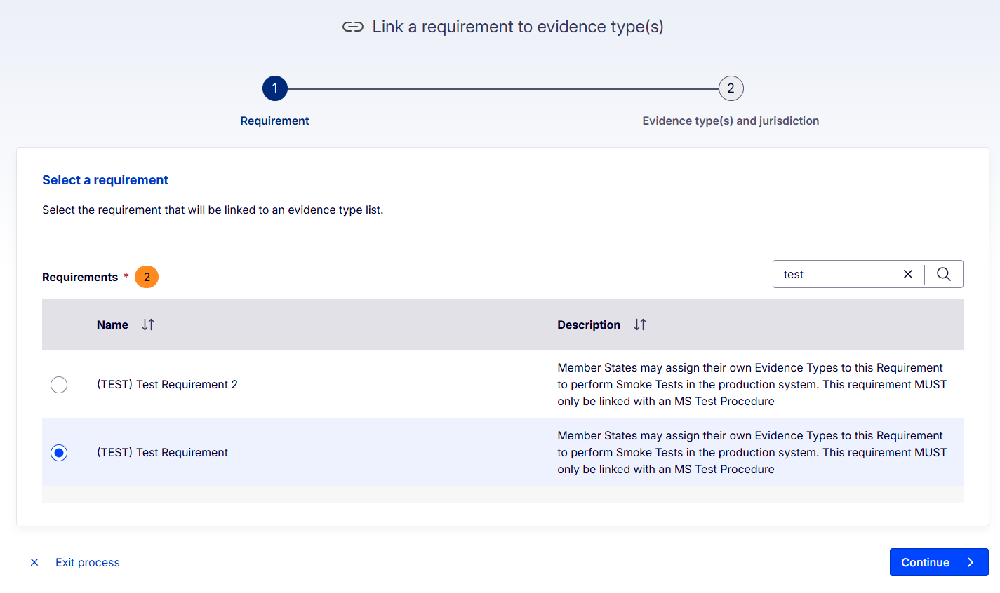 Link a requirement to evidence type(s)
1
2
Requirement
Evidence type(s) and jurisdiction
Select a requirement
Select the requirement that will be linked to an evidence type list.
Requirements * 2
test
Name
Description
(TEST) Test Requirement 2
Member States may assign their own Evidence Types to this Requirement
to perform Smoke Tests in the production system. This requirement MUST
only be linked with an MS Test Procedure
(TEST) Test Requirement
Member States may assign their own Evidence Types to this Requirement
to perform Smoke Tests in the production system. This requirement MUST
only be linked with an MS Test Procedure
Exit process
Continue